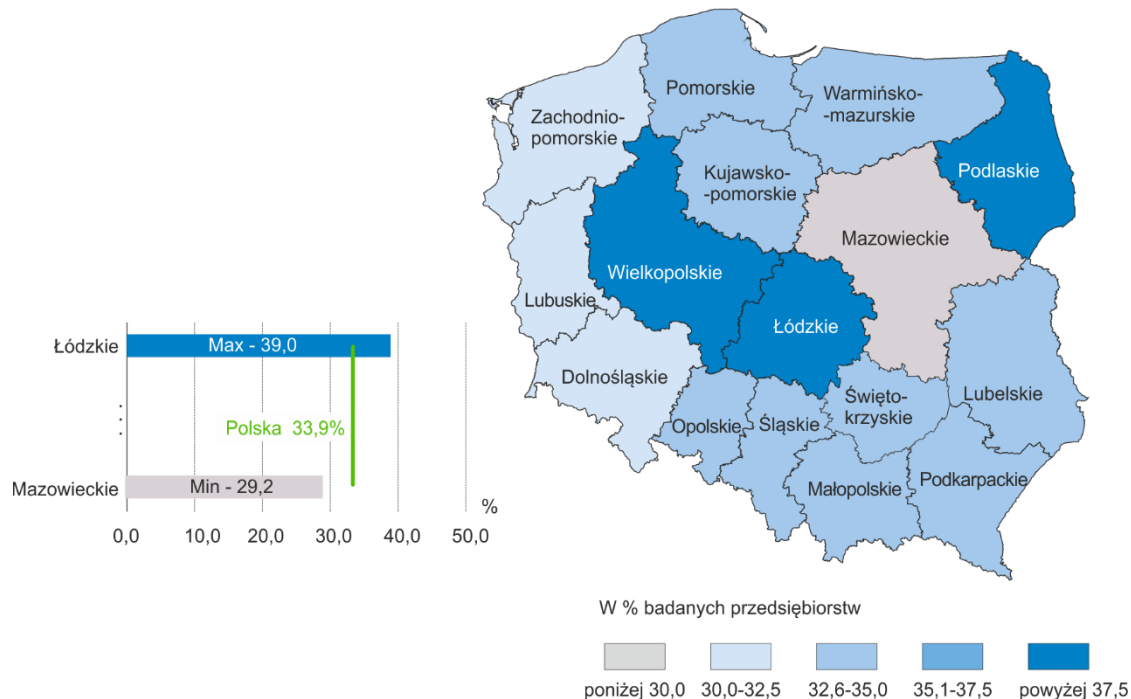 Łódzkie
Max - 39,0
Polska 33,9%
Mazowieckie
Min - 29,2
%
0,0 10,0 20,0 30,0 40,0 50,0
Pomorskie
Warmińsko-
-mazurskie
Zachodnio-
pomorskie
Podlaskie
Kujawsko-
-pomorskie
Mazowieckie
Wielkopolskie
Lubuskie
Łódzkie
Dolnośląskie
Święto-
krzyskie
Lubelskie
Opolskie
Śląskie
Podkarpackie
Małopolskie
W % badanych przedsiębiorstw
poniżej 30,0 30,0-32,5 32,6-35,0 35,1-37,5 powyżej 37,5